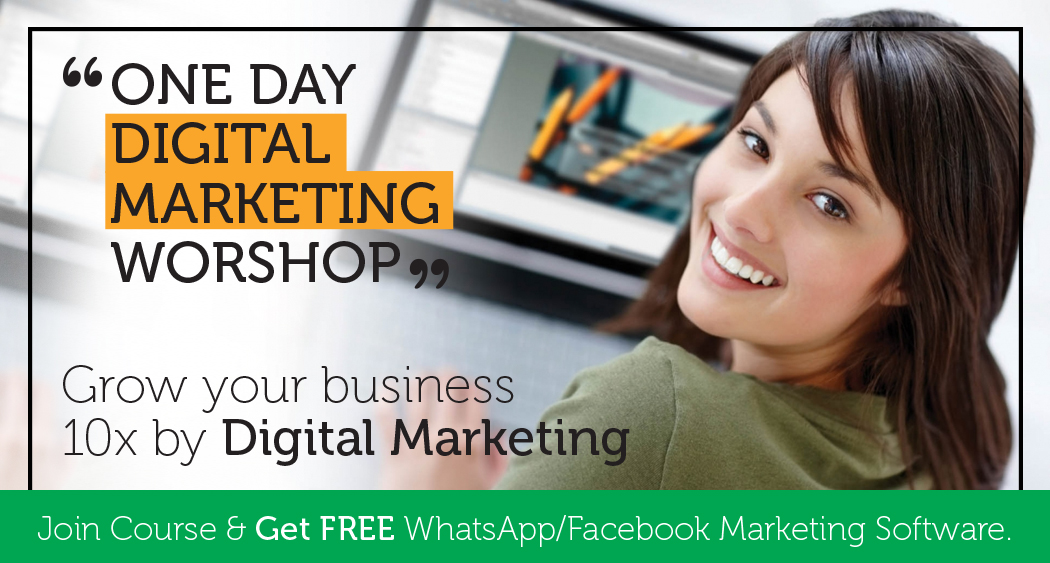 “ONE DAY
DIGITAL
MARKETING
WORSHOP”
Grow your business
10x by Digital Marketing
Join Course & Get FREE WhatsApp/Facebook Marketing Software.